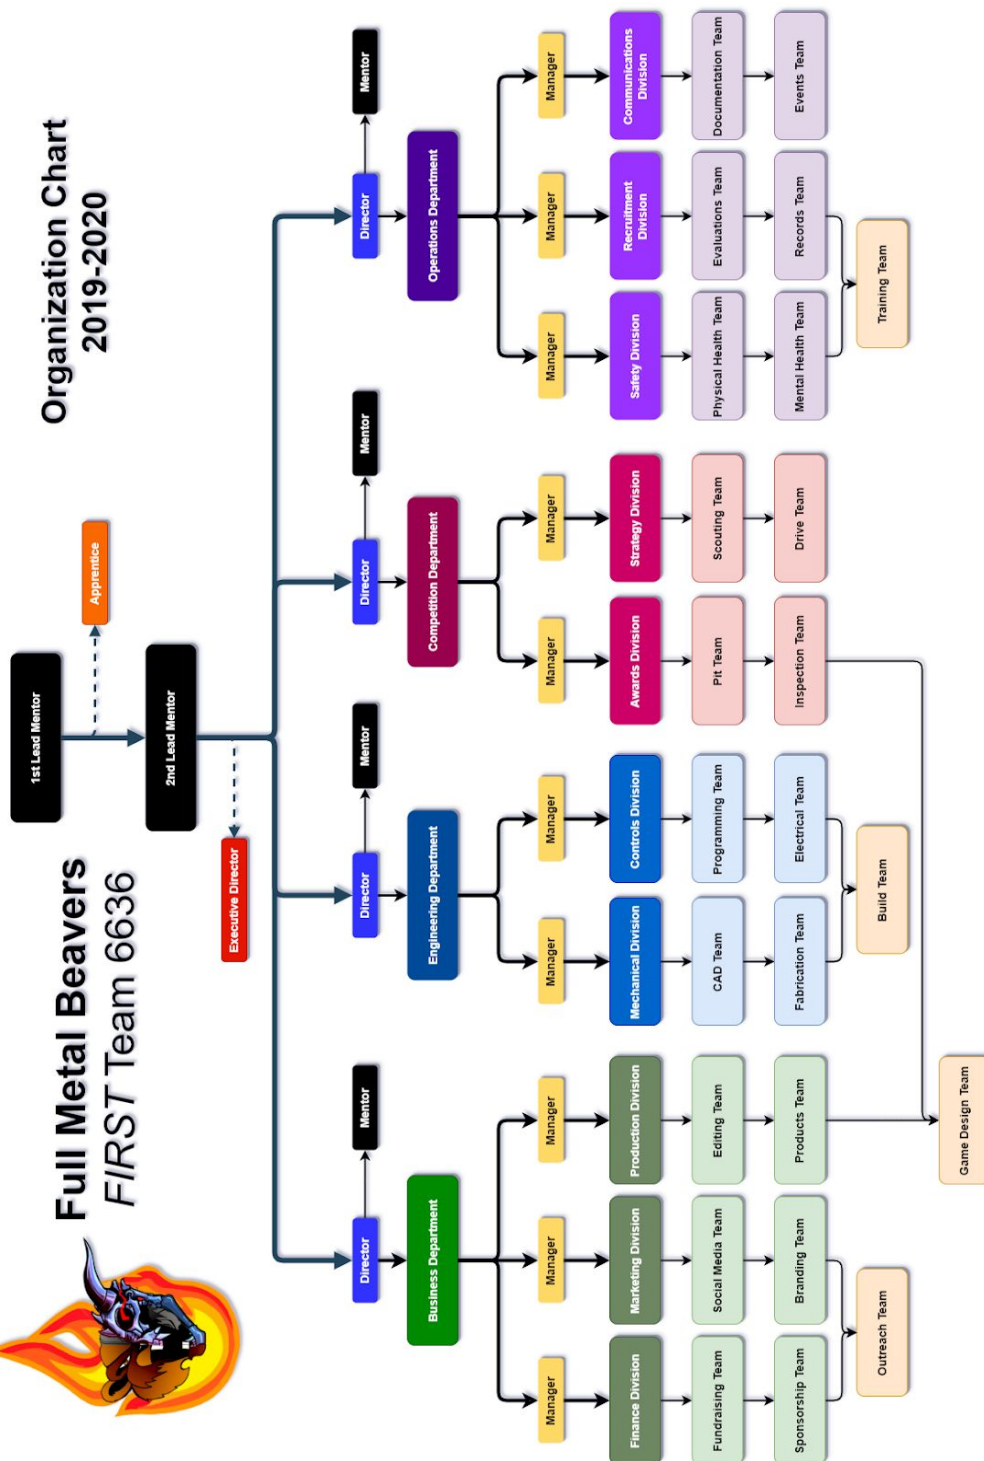 Full Metal Beavers
FIRST Team 6636
Organization Chart
2019-2020
1st Lead Mentor
Apprentice
2nd Lead Mentor
Executive Director
Director
Mentor
Director
Mentor
Director
Mentor
Director
Mentor
Business Department
Engineering Department
Competition Department
Operations Department
Manager
Manager
Manager
Manager
Manager
Manager
Manager
Manager
Manager
Manager
Finance Division
Marketing Division
Production Division
Mechanical Division
Controls Division
Awards Division
Strategy Division
Safety Division
Recruitment
Division
Communications
Division
Fundraising Team
Social Media Team
Editing Team
CAD Team
Programming Team
Pit Team
Scouting Team
Physical Health Team
Evaluations Team
Documentation Team
Sponsorship Team
Branding Team
Products Team
Fabrication Team
Electrical Team
Inspection Team
Drive Team
Mental Health Team
Records Team
Events Team
Outreach Team
Build Team
Training Team
Game Design Team